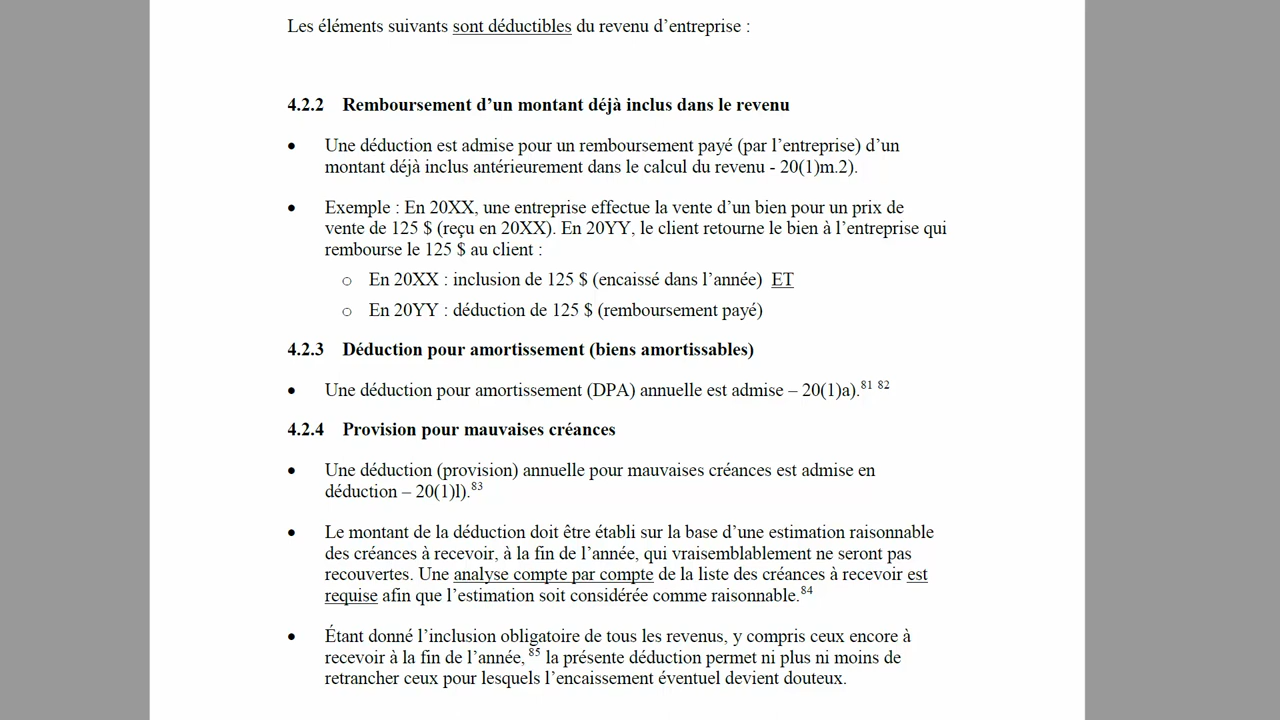 Les éléments suivants sont déductibles du revenu d’entreprise :
4.2.2 Remboursement d’un montant déjà inclus dans le revenu
• Une déduction est admise pour un remboursement payé (par l’entreprise) d’un
montant déjà inclus antérieurement dans le calcul du revenu - 20(1)m.2).
• Exemple : En 20XX, une entreprise effectue la vente d’un bien pour un prix de
vente de 125 $ (reçu en 20XX). En 20YY, le client retourne le bien à l’entreprise qui
rembourse le 125 $ au client :
o En 20XX : inclusion de 125 $ (encaissé dans l’année) ET
o En 20YY : déduction de 125 $ (remboursement payé)
4.2.3 Déduction pour amortissement (biens amortissables)
• Une déduction pour amortissement (DPA) annuelle est admise – 20(1)a).81 82
4.2.4 Provision pour mauvaises créances
• Une déduction (provision) annuelle pour mauvaises créances est admise en
déduction – 20(1)l).83
• Le montant de la déduction doit être établi sur la base d’une estimation raisonnable
des créances à recevoir, à la fin de l’année, qui vraisemblablement ne seront pas
recouvertes. Une analyse compte par compte de la liste des créances à recevoir est
requise afin que l’estimation soit considérée comme raisonnable.84
• Étant donné l’inclusion obligatoire de tous les revenus, y compris ceux encore à
recevoir à la fin de l’année, 85 la présente déduction permet ni plus ni moins de
retrancher ceux pour lesquels l’encaissement éventuel devient douteux.